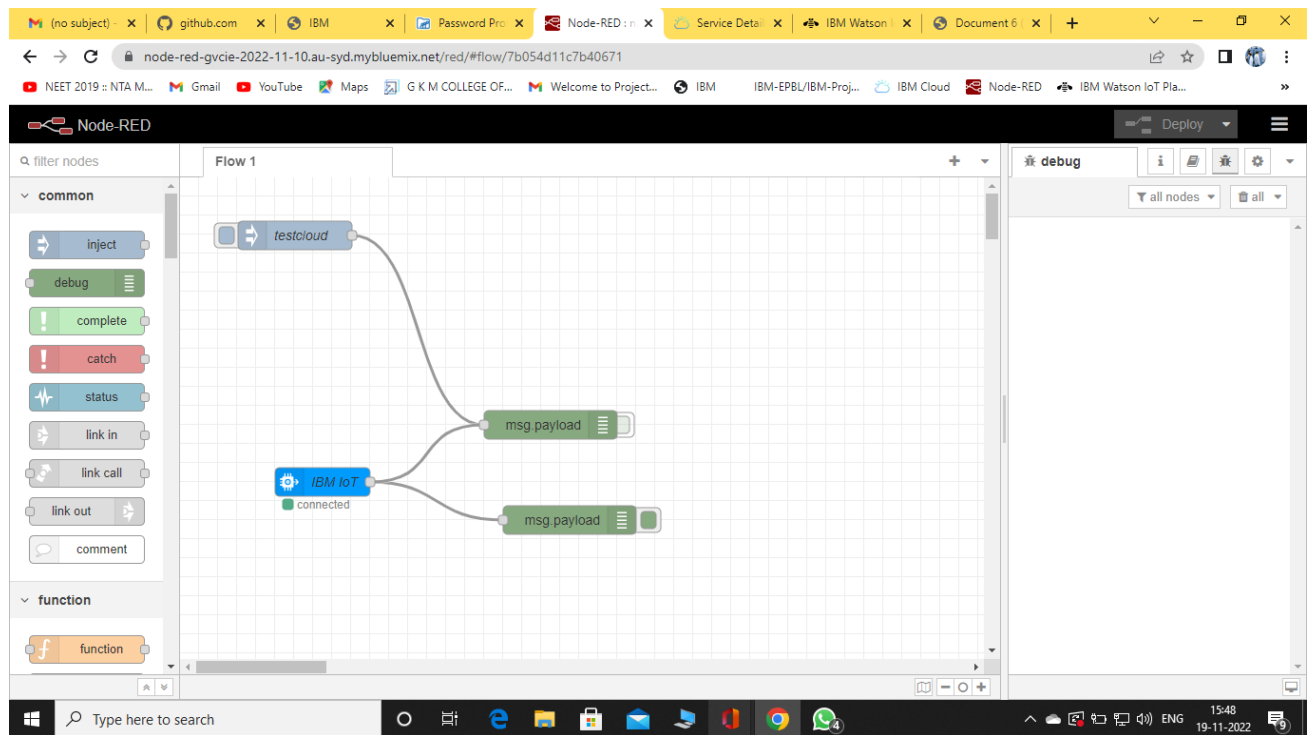 (no subject) -
github.com
IBM
Password Pro
Node-RED : n
Service Detail
IBM Watson I
Document 6 (
node-red-gvcie-2022-11-10.au-syd.mybluemix.net/red/#flow/7b054d11c7b40671
NEET 2019 :: NTA M...
Gmail
YouTube
Maps
G K M COLLEGE OF...
Welcome to Project...
IBM
IBM-EPBL/IBM-Proj...
IBM Cloud
Node-RED
IBM Watson IoT Pla...
»
Node-RED
Deploy
filter nodes
Flow 1
debug
i
common
all nodes
all
inject
debug
complete
catch
status
link in
link call
link out
comment
function
function
testcloud
msg.payload
IBM IoT
connected
msg.payload
Type here to search
4
ENG
15:48
19-11-2022
9